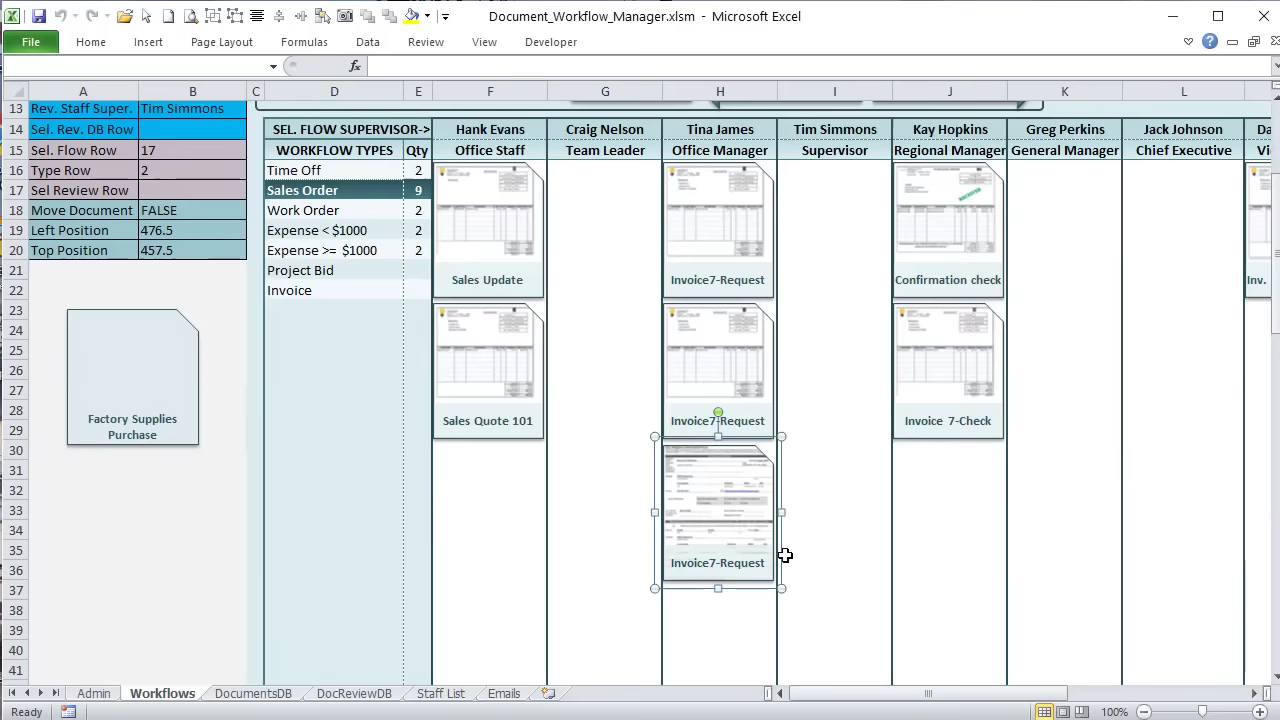 Document_Workflow_Manager.xlsm - Microsoft Excel
File Home Insert Page Layout Formulas Data Review View Developer
fx
A B C D E F G H I J K L
13 Rev. Staff Super. Tim Simmons
14 Sel. Rev. DB Row SEL. FLOW SUPERVISOR-> Hank Evans Craig Nelson Tina James Tim Simmons Kay Hopkins Greg Perkins Jack Johnson
15 Sel. Flow Row 17 WORKFLOW TYPES Qty Office Staff Team Leader Office Manager Supervisor Regional Manager General Manager Chief Executive
16 Type Row 2 Time Off 2
17 Sel Review Row Sales Order 9
18 Move Document FALSE Work Order 2
19 Left Position 476.5 Expense < $1000 2
20 Top Position 457.5 Expense >= $1000 2
21 Project Bid Sales Update Invoice7-Request Confirmation check Inv.
22 Invoice
23
24
25
26
27
28 Factory Supplies Sales Quote 101 Invoice7-Request Invoice 7-Check
29 Purchase
30
31
32
33
34
35
36 Invoice7-Request
37
38
39
40
41
Admin Workflows DocumentsDB DocReviewDB Staff List Emails
Ready 100%